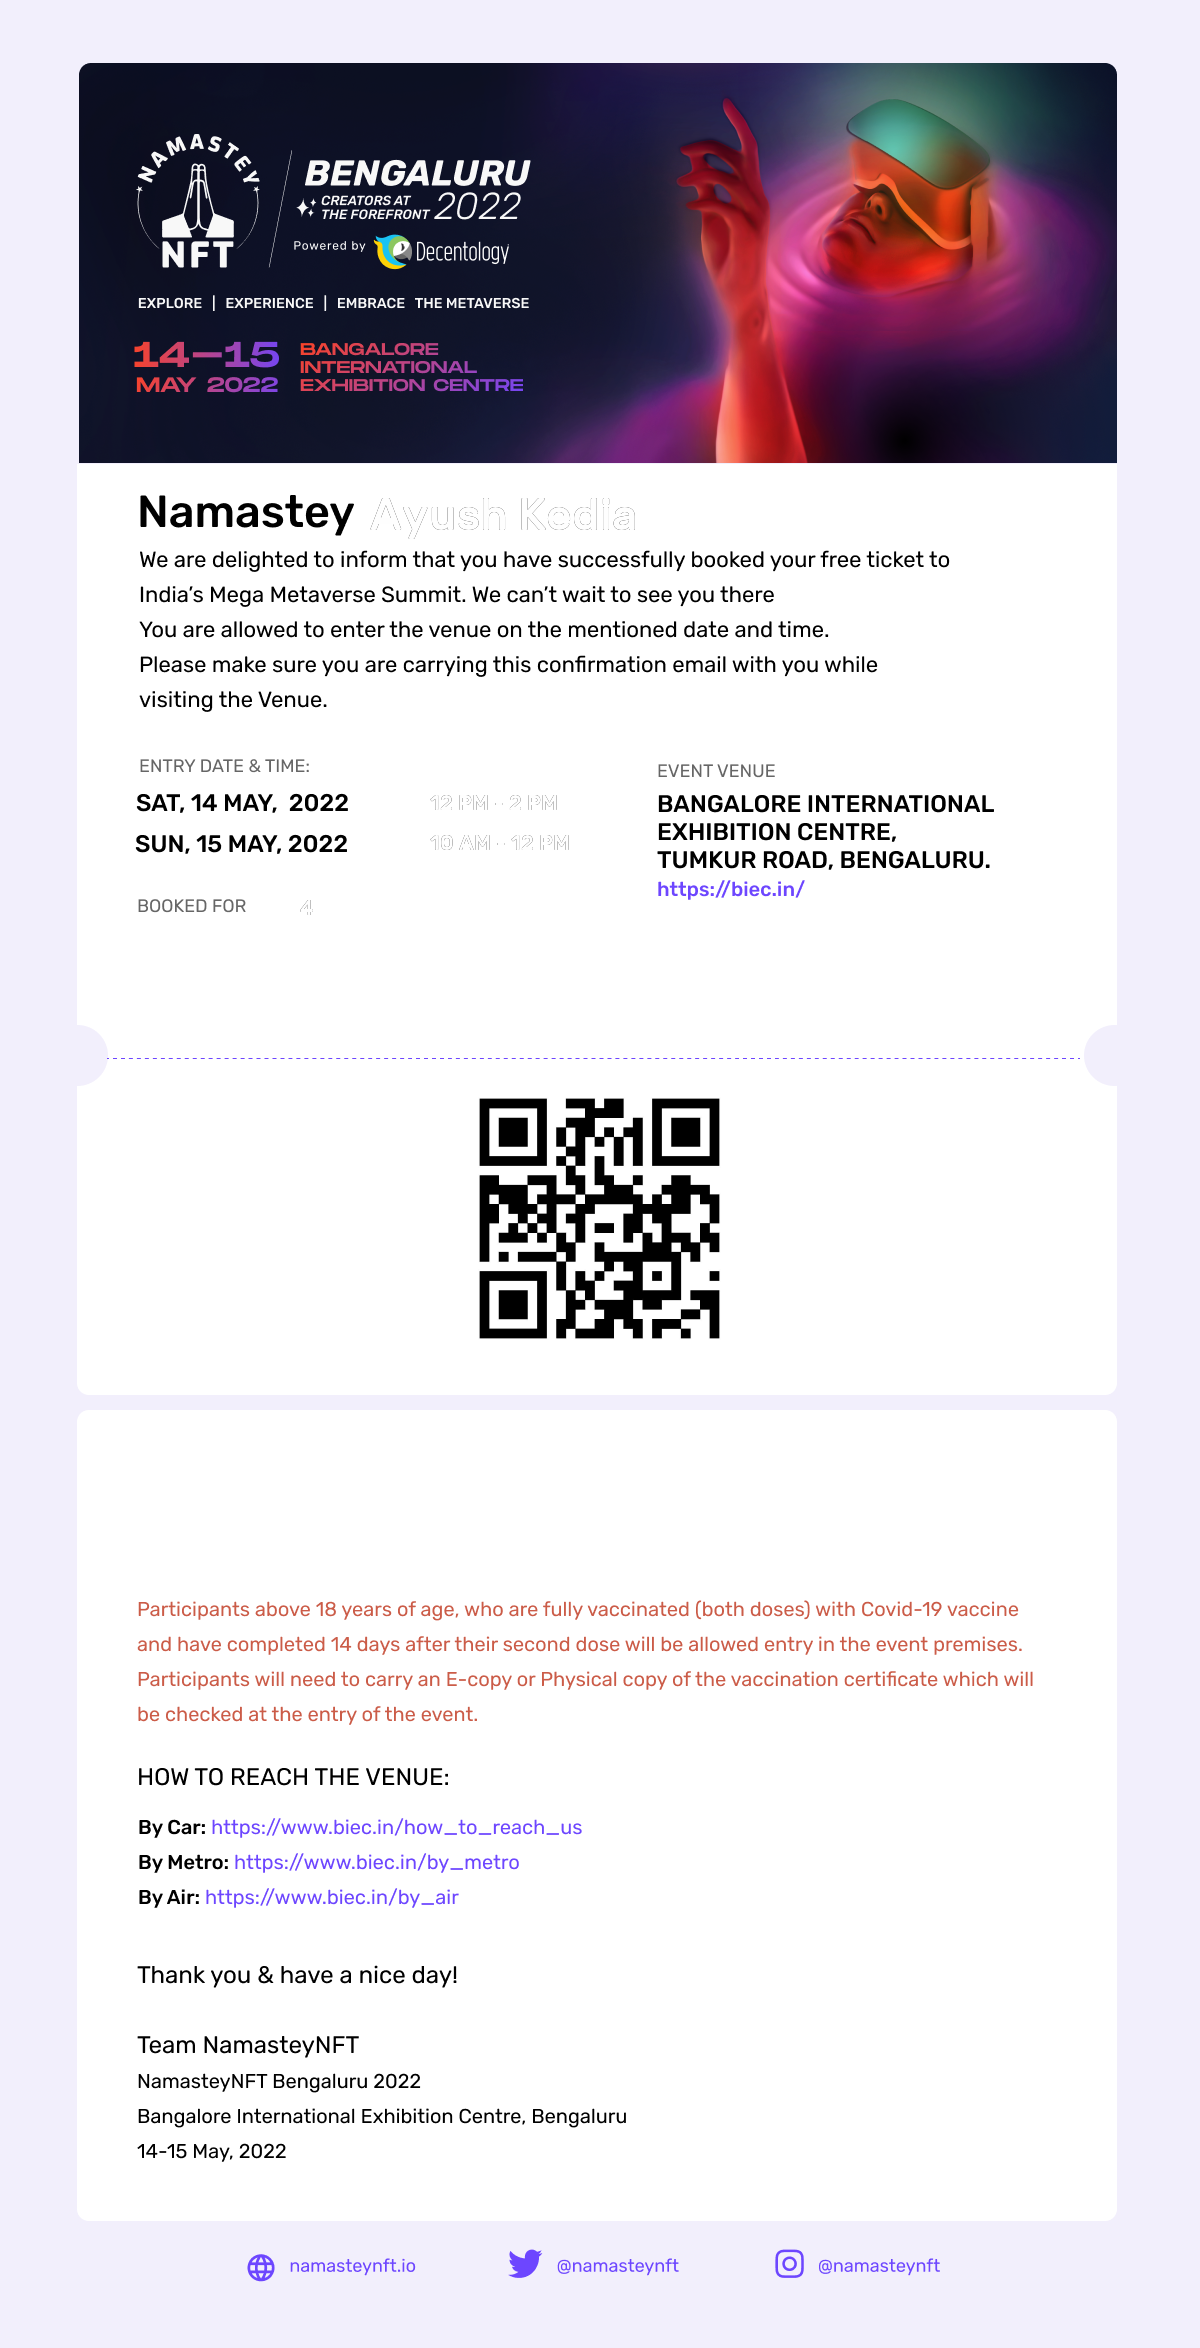 NAMASTEY
NFT
BENGALURU
CREATORS AT
THE FOREFRONT 2022
Powered by Decentology
EXPLORE | EXPERIENCE | EMBRACE THE METAVERSE
14–15
MAY 2022
BANGALORE
INTERNATIONAL
EXHIBITION CENTRE
Namastey Ayush Kedia
We are delighted to inform that you have successfully booked your free ticket to
India’s Mega Metaverse Summit. We can’t wait to see you there
You are allowed to enter the venue on the mentioned date and time.
Please make sure you are carrying this confirmation email with you while
visiting the Venue.
ENTRY DATE & TIME:
SAT, 14 MAY, 2022 12 PM - 2 PM
SUN, 15 MAY, 2022 10 AM - 12 PM
BOOKED FOR 4
EVENT VENUE
BANGALORE INTERNATIONAL
EXHIBITION CENTRE,
TUMKUR ROAD, BENGALURU.
https://biec.in/
Participants above 18 years of age, who are fully vaccinated (both doses) with Covid-19 vaccine
and have completed 14 days after their second dose will be allowed entry in the event premises.
Participants will need to carry an E-copy or Physical copy of the vaccination certificate which will
be checked at the entry of the event.
HOW TO REACH THE VENUE:
By Car: https://www.biec.in/how_to_reach_us
By Metro: https://www.biec.in/by_metro
By Air: https://www.biec.in/by_air
Thank you & have a nice day!
Team NamasteyNFT
NamasteyNFT Bengaluru 2022
Bangalore International Exhibition Centre, Bengaluru
14-15 May, 2022
namasteynft.io @namasteynft @namasteynft